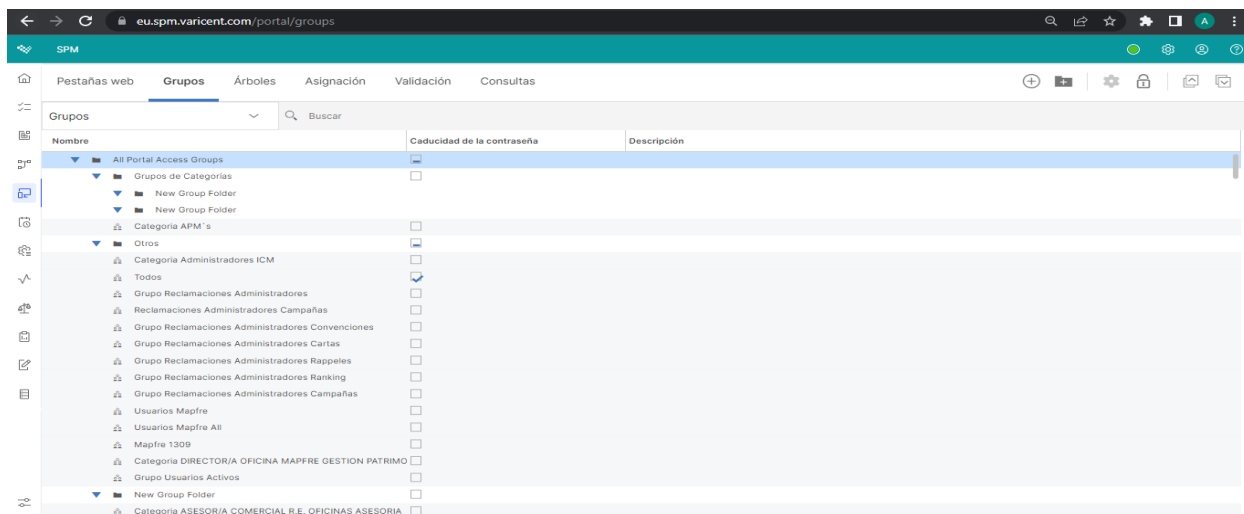 eu.spm.varicent.com/portal/groups
A
SPM
Pestañas web Grupos Árboles Asignación Validación Consultas
Grupos Buscar
Nombre Caducidad de la contraseña Descripción
All Portal Access Groups
Grupos de Categorías
New Group Folder
New Group Folder
Categoria APM`s
Otros
Categoria Administradores ICM
Todos
Grupo Reclamaciones Administradores
Reclamaciones Administradores Campañas
Grupo Reclamaciones Administradores Convenciones
Grupo Reclamaciones Administradores Cartas
Grupo Reclamaciones Administradores Rappeles
Grupo Reclamaciones Administradores Ranking
Grupo Reclamaciones Administradores Campañas
Usuarios Mapfre
Usuarios Mapfre All
Mapfre 1309
Categoria DIRECTOR/A OFICINA MAPFRE GESTION PATRIMO
Grupo Usuarios Activos
New Group Folder
Categoria ASESOR/A COMERCIAL R.E. OFICINAS ASESORIA